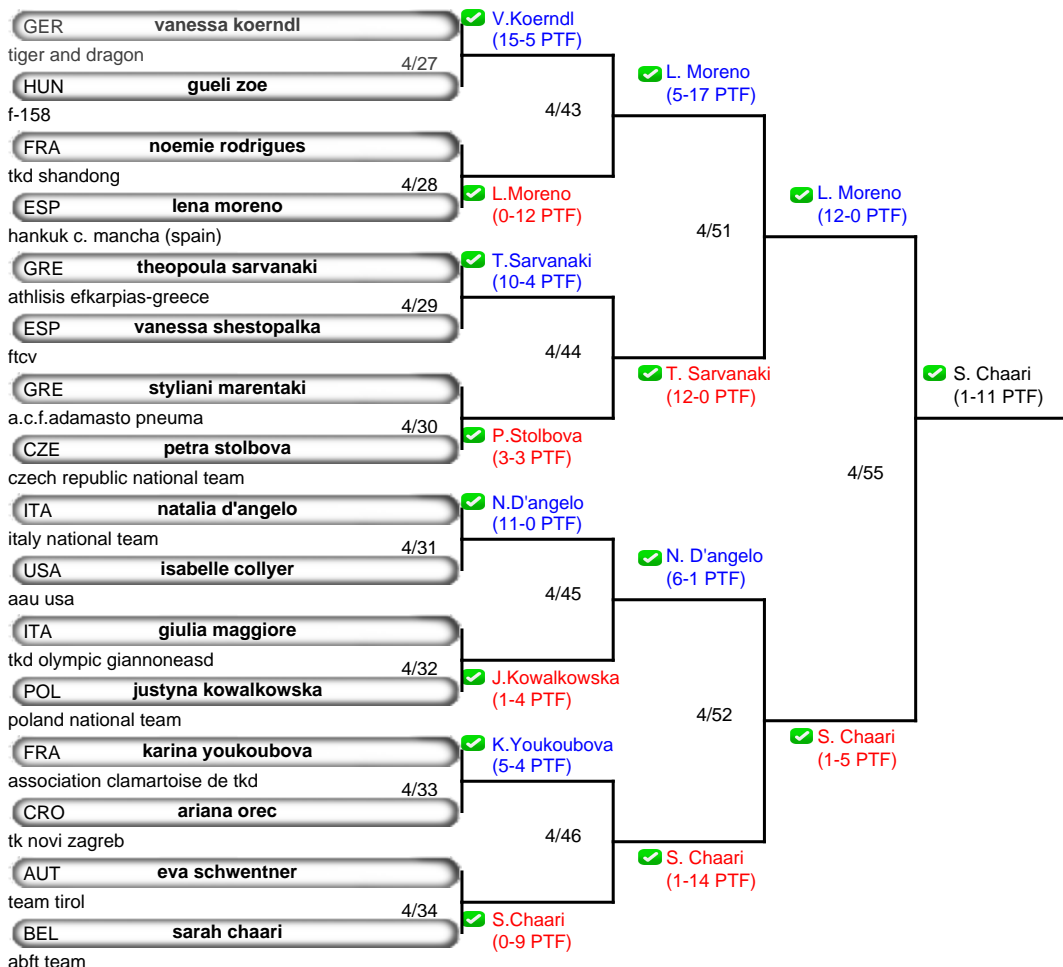 GER vanessa koerndl
tiger and dragon
4/27
HUN gueli zoe
f-158
FRA noemie rodrigues
tkd shandong
4/28
ESP lena moreno
hankuk c. mancha (spain)
GRE theopoula sarvanaki
athlisis efkarpias-greece
4/29
ESP vanessa shestopalka
ftcv
GRE styliani marentaki
a.c.f.adamasto pneuma
4/30
CZE petra stolbova
czech republic national team
ITA natalia d'angelo
italy national team
4/31
USA isabelle collyer
aau usa
ITA giulia maggiore
tkd olympic giannoneasd
4/32
POL justyna kowalkowska
poland national team
FRA karina youkoubova
association clamartoise de tkd
4/33
CRO ariana orec
tk novi zagreb
AUT eva schwentner
team tirol
4/34
BEL sarah chaari
abft team
V.Koerndl
(15-5 PTF)
4/43
L.Moreno
(0-12 PTF)
T.Sarvanaki
(10-4 PTF)
4/44
P.Stolbova
(3-3 PTF)
N.D'angelo
(11-0 PTF)
4/45
J.Kowalkowska
(1-4 PTF)
K.Youkoubova
(5-4 PTF)
4/46
S.Chaari
(0-9 PTF)
L. Moreno
(5-17 PTF)
4/51
T. Sarvanaki
(12-0 PTF)
N. D'angelo
(6-1 PTF)
4/52
S. Chaari
(1-14 PTF)
L. Moreno
(12-0 PTF)
4/55
S. Chaari
(1-5 PTF)
S. Chaari
(1-11 PTF)